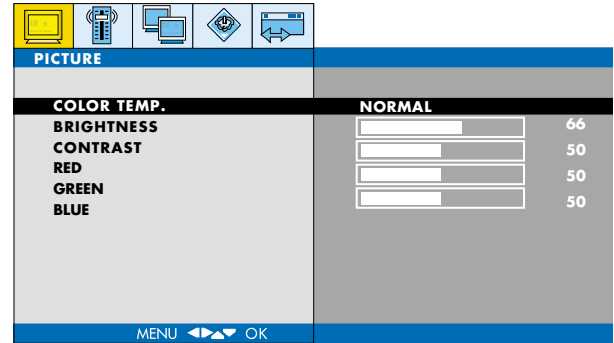 PICTURE
COLOR TEMP. NORMAL
BRIGHTNESS 66
CONTRAST 50
RED 50
GREEN 50
BLUE
MENU OK